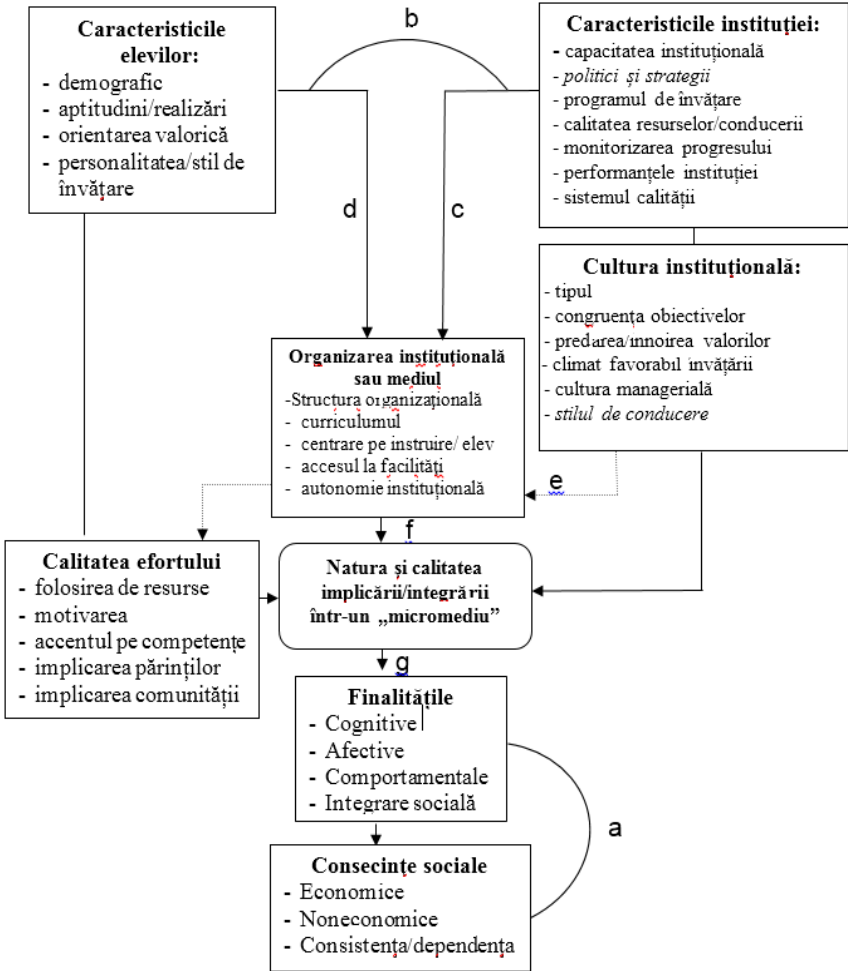 Caracteristicile
elevilor:
- demografic
- aptitudini/realizări
- orientarea valorică
- personalitatea/stil de
învățare
b
Caracteristicile instituției:
- capacitatea instituțională
- politici și strategii
- programul de învățare
- calitatea resurselor/conducerii
- monitorizarea progresului
- performanțele instituției
- sistemul calității
d
c
Cultura instituțională:
- tipul
- congruența obiectivelor
- predarea/innoirea valorilor
- climat favorabil învățării
- cultura managerială
- stilul de conducere
Organizarea instituțională
sau mediul
-Structura organizațională
- curriculumul
- centrare pe instruire/ elev
- accesul la facilități
- autonomie instituțională
e
f
Calitatea efortului
- folosirea de resurse
- motivarea
- accentul pe competențe
- implicarea părinților
- implicarea comunității
Natura și calitatea
implicării/integrării
într-un „micromediu”
g
Finalitățile
- Cognitive
- Afective
- Comportamentale
- Integrare socială
a
Consecințe sociale
- Economice
- Noneconomice
- Consistența/dependența